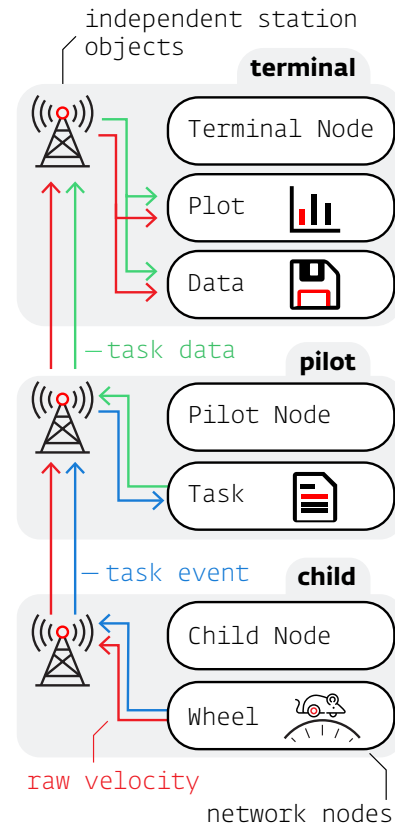 independent station
objects
terminal
Terminal Node
Plot
Data
task data
pilot
Pilot Node
Task
task event
child
Child Node
Wheel
raw velocity
network nodes